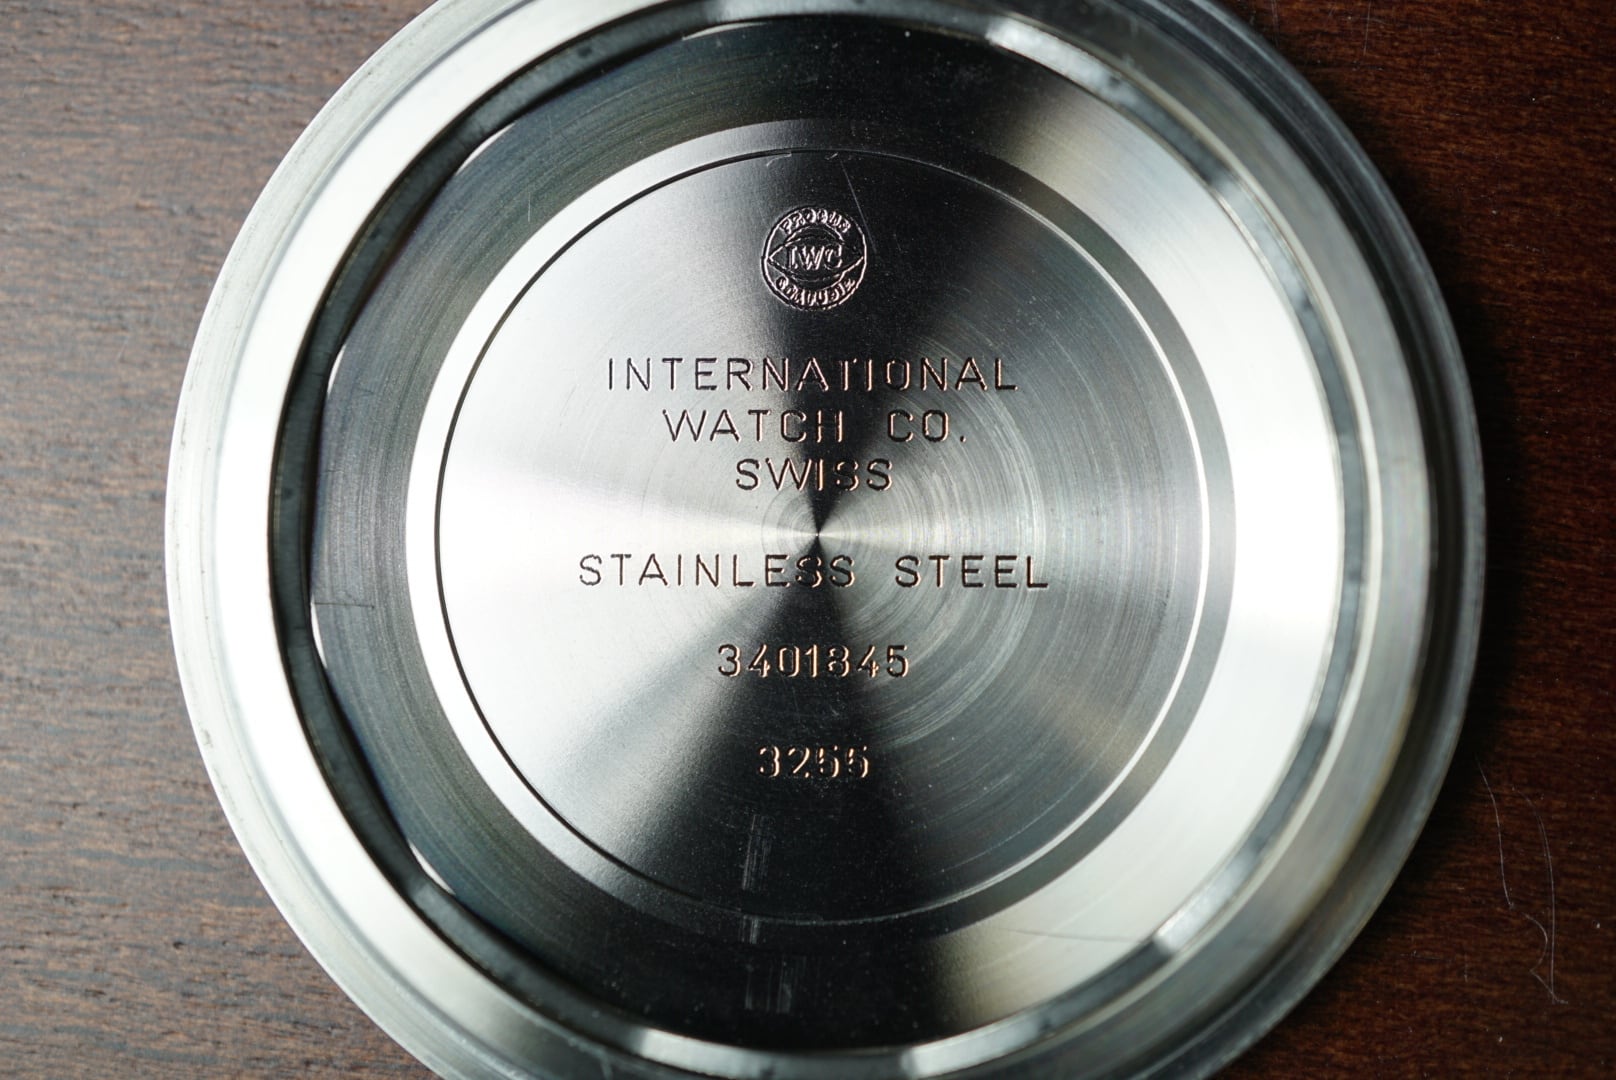 IWC
INTERNATIONAL
WATCH CO.
SWISS
STAINLESS STEEL
3401845
3255